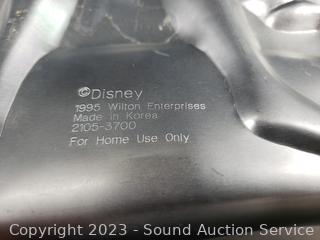 ©Disney
1995 Wilton Enterprises
Made in Korea
2105-3700
For Home Use Only
Copyright 2023 - Sound Auction Service